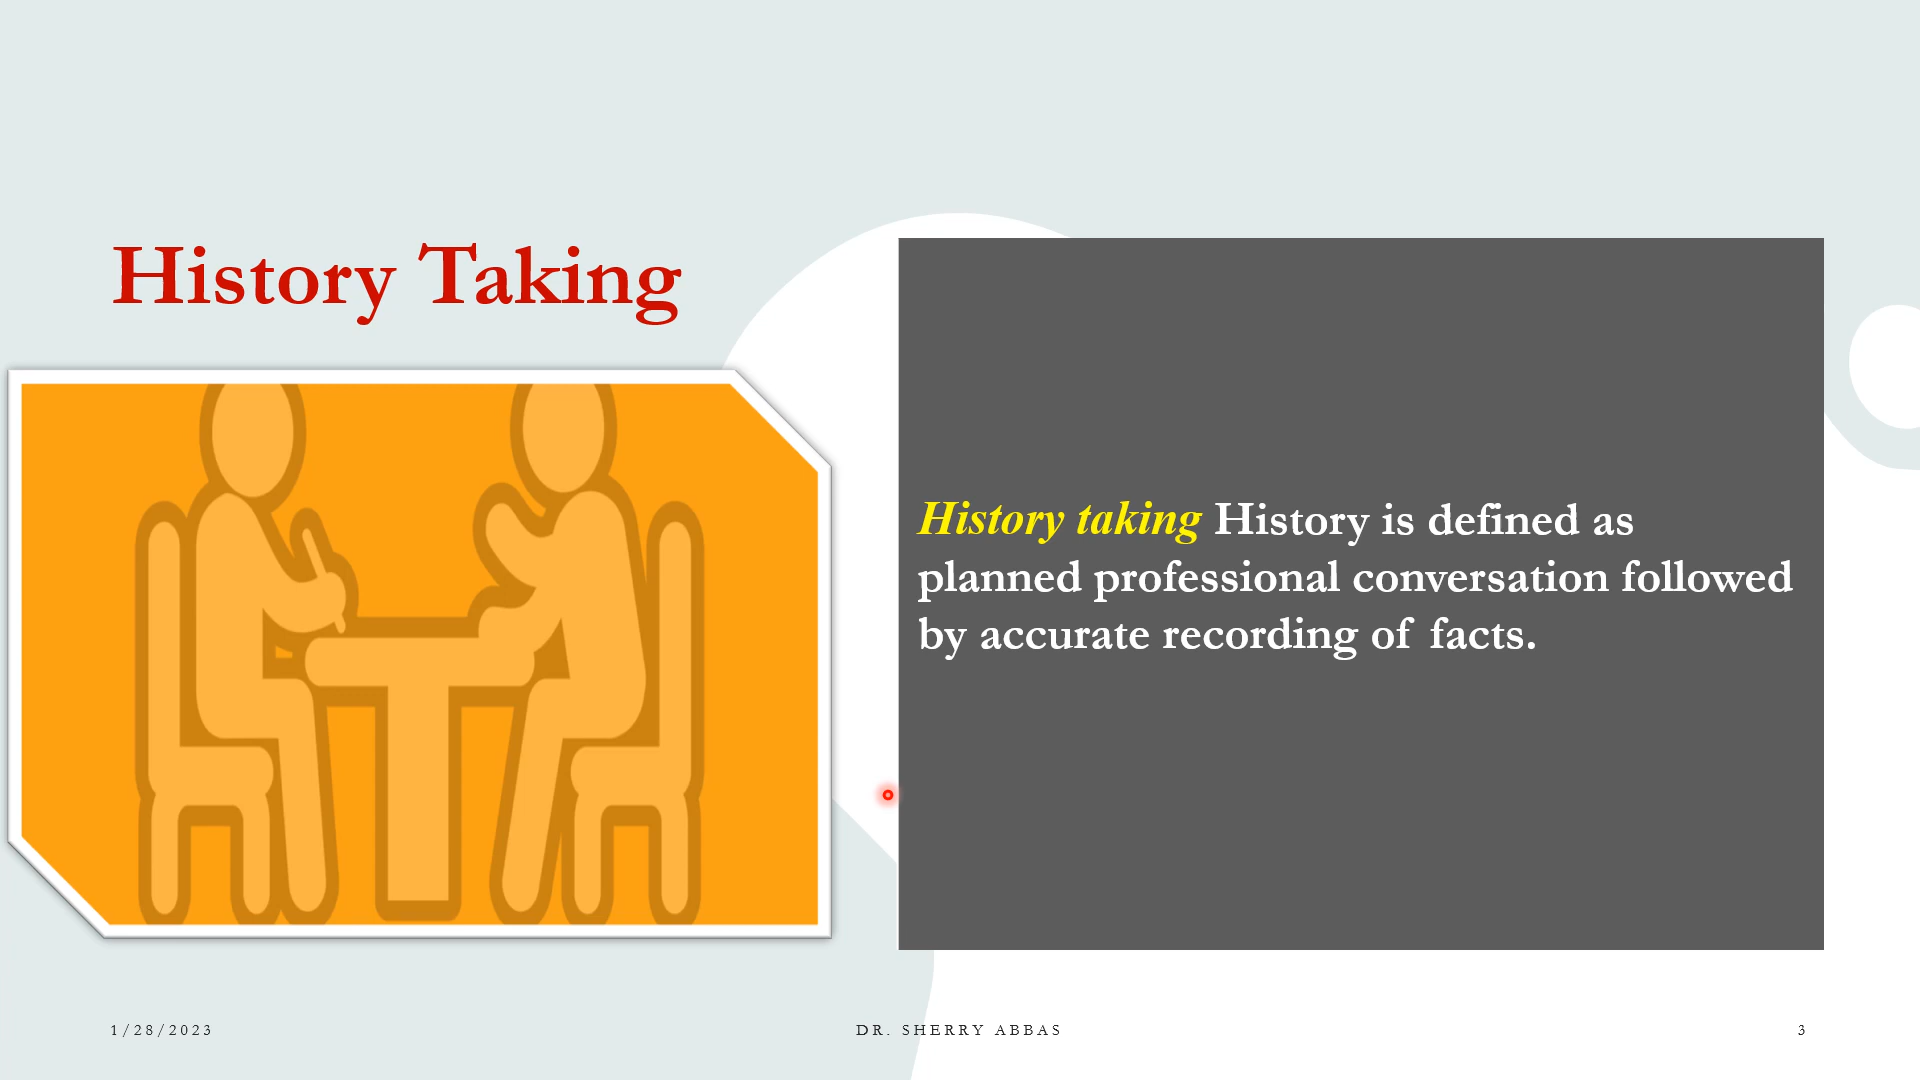 History Taking
History taking History is defined as
planned professional conversation followed
by accurate recording of facts.
1/28/2023
DR. SHERRY ABBAS
3